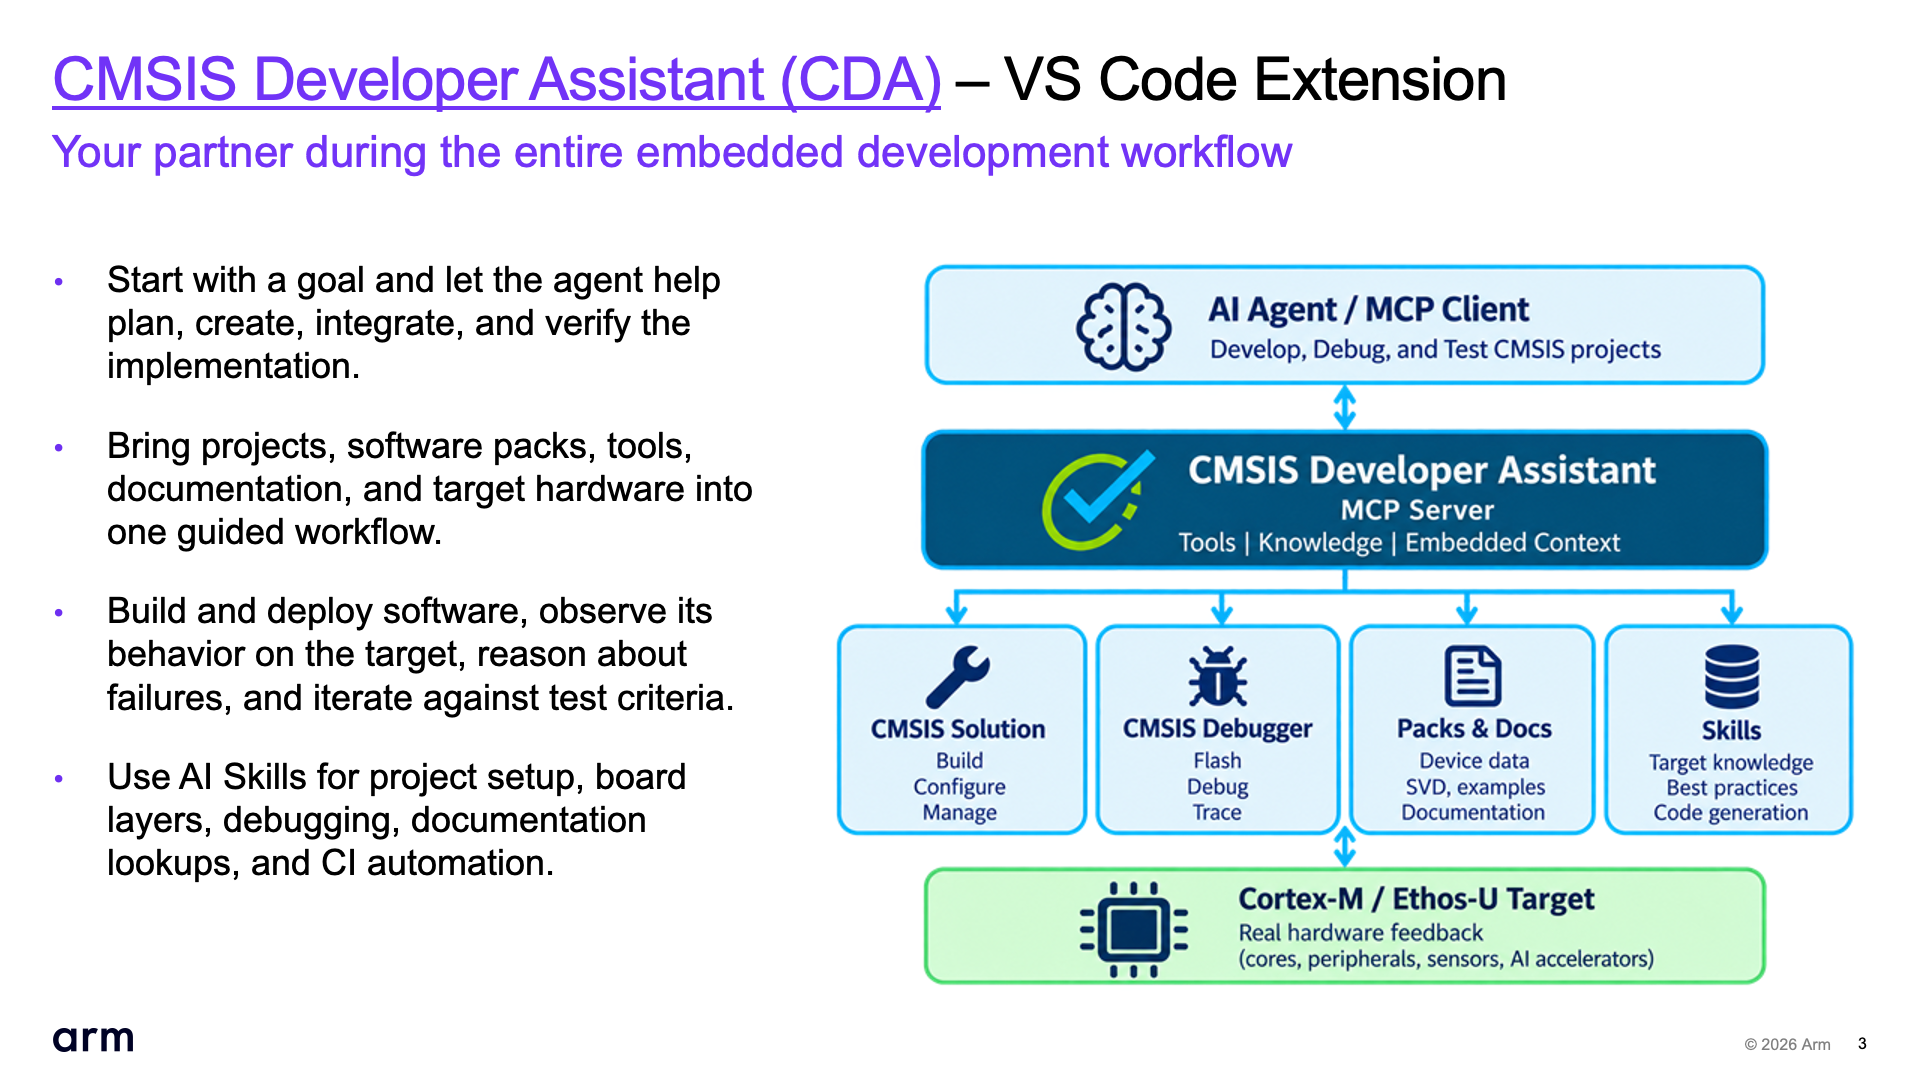 CMSIS Developer Assistant (CDA) – VS Code Extension
Your partner during the entire embedded development workflow
• Start with a goal and let the agent help
plan, create, integrate, and verify the
implementation.
• Bring projects, software packs, tools,
documentation, and target hardware into
one guided workflow.
• Build and deploy software, observe its
behavior on the target, reason about
failures, and iterate against test criteria.
• Use AI Skills for project setup, board
layers, debugging, documentation
lookups, and CI automation.
AI Agent / MCP Client
Develop, Debug, and Test CMSIS projects
CMSIS Developer Assistant
MCP Server
Tools | Knowledge | Embedded Context
CMSIS Solution
Build
Configure
Manage
CMSIS Debugger
Flash
Debug
Trace
Packs & Docs
Device data
SVD, examples
Documentation
Skills
Target knowledge
Best practices
Code generation
Cortex-M / Ethos-U Target
Real hardware feedback
(cores, peripherals, sensors, AI accelerators)
arm
© 2026 Arm 3